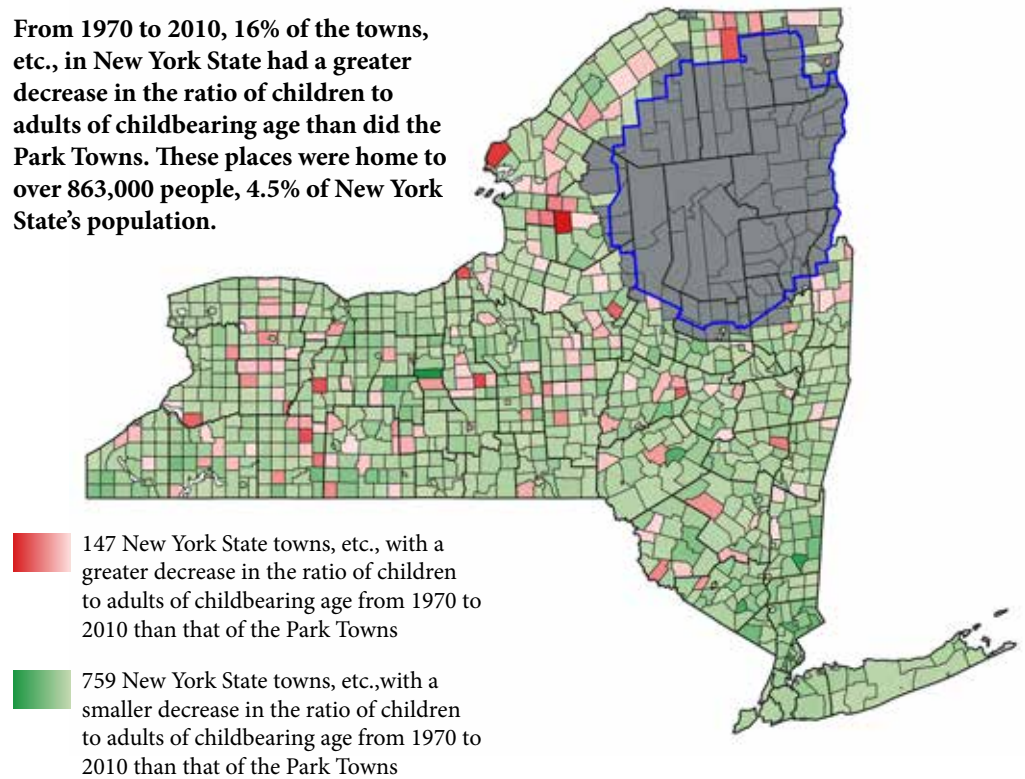 From 1970 to 2010, 16% of the towns,
etc., in New York State had a greater
decrease in the ratio of children to
adults of childbearing age than did the
Park Towns. These places were home to
over 863,000 people, 4.5% of New York
State's population.
147 New York State towns, etc., with a
greater decrease in the ratio of children
to adults of childbearing age from 1970 to
2010 than that of the Park Towns
759 New York State towns, etc.,with a
smaller decrease in the ratio of children
to adults of childbearing age from 1970 to
2010 than that of the Park Towns